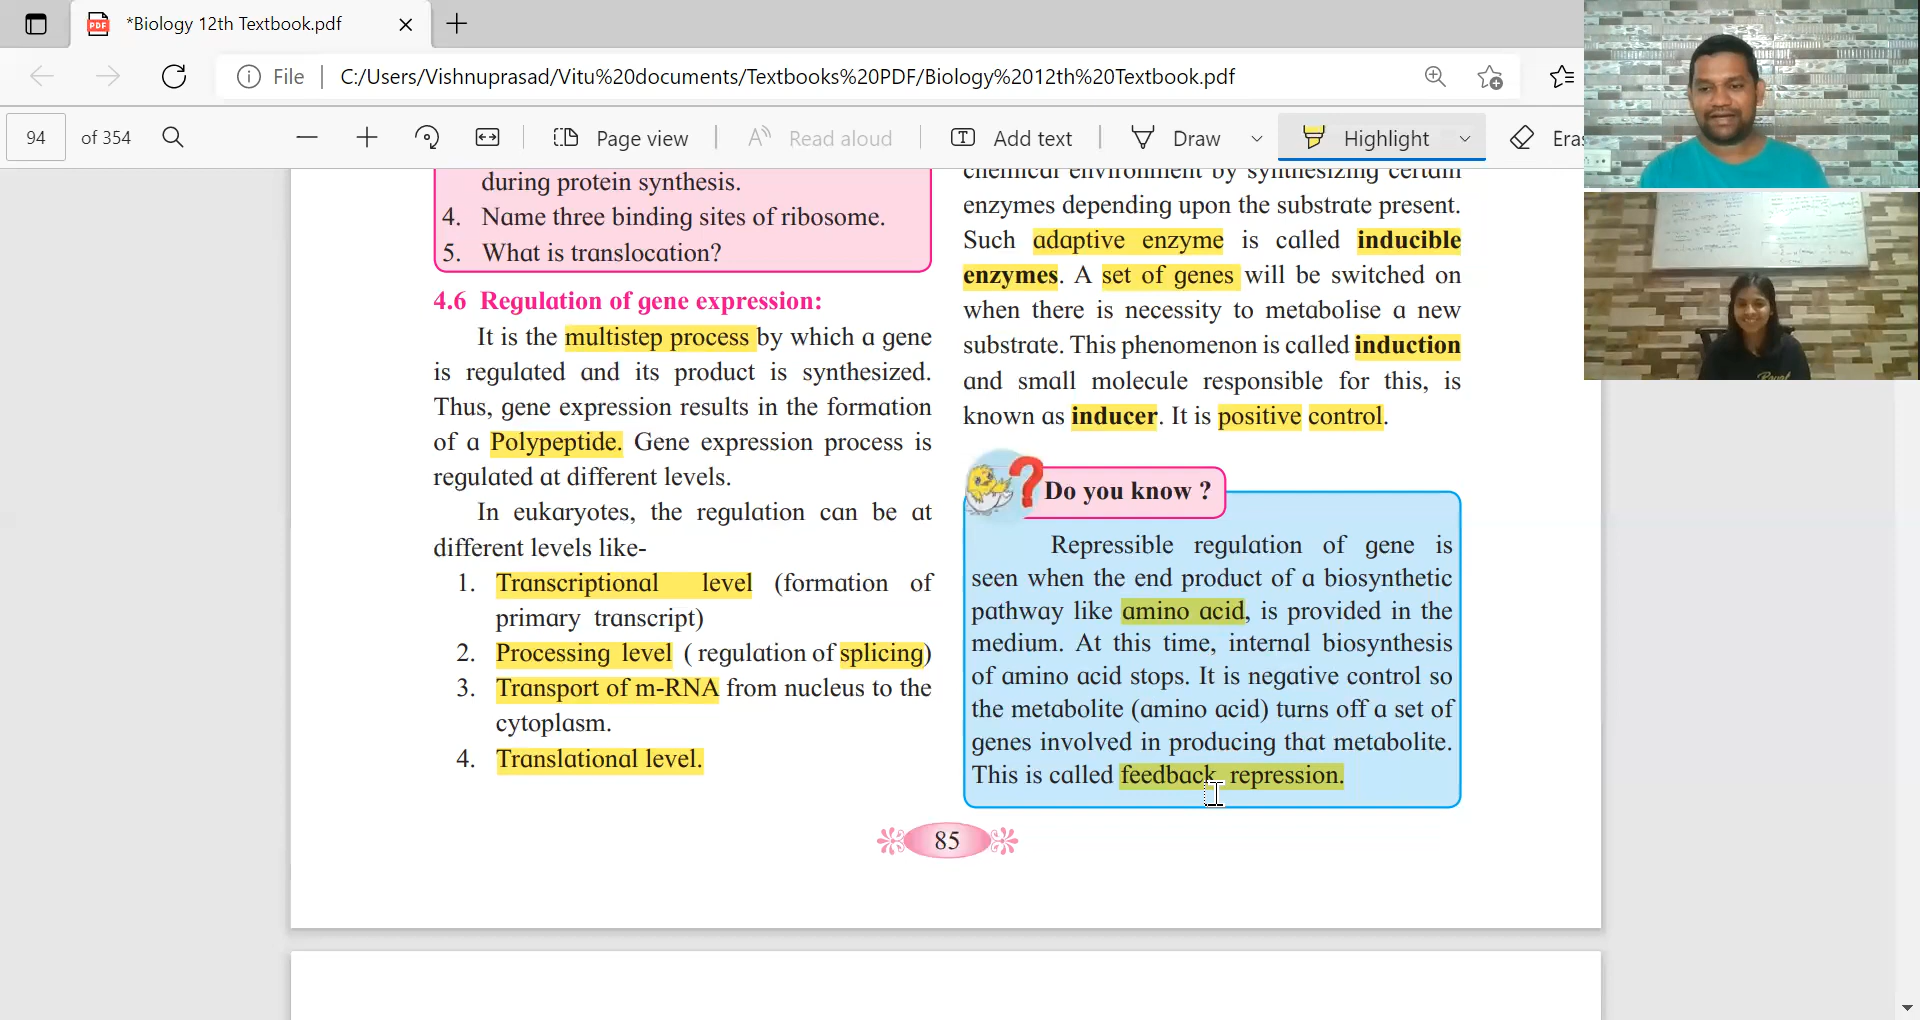 *Biology 12th Textbook.pdf
File C:/Users/Vishnuprasad/Vitu%20documents/Textbooks%20PDF/Biology%2012th%20Textbook.pdf
94 of 354 Page view Read aloud Add text Draw Highlight Eras
during protein synthesis.
4. Name three binding sites of ribosome.
5. What is translocation?
4.6 Regulation of gene expression:
It is the multistep process by which a gene
is regulated and its product is synthesized.
Thus, gene expression results in the formation
of a Polypeptide. Gene expression process is
regulated at different levels.
In eukaryotes, the regulation can be at
different levels like-
1. Transcriptional level (formation of
primary transcript)
2. Processing level ( regulation of splicing)
3. Transport of m-RNA from nucleus to the
cytoplasm.
4. Translational level.
chemical environment by synthesizing certain
enzymes depending upon the substrate present.
Such adaptive enzyme is called inducible
enzymes. A set of genes will be switched on
when there is necessity to metabolise a new
substrate. This phenomenon is called induction
and small molecule responsible for this, is
known as inducer. It is positive control.
Do you know ?
Repressible regulation of gene is
seen when the end product of a biosynthetic
pathway like amino acid, is provided in the
medium. At this time, internal biosynthesis
of amino acid stops. It is negative control so
the metabolite (amino acid) turns off a set of
genes involved in producing that metabolite.
This is called feedback repression.
85